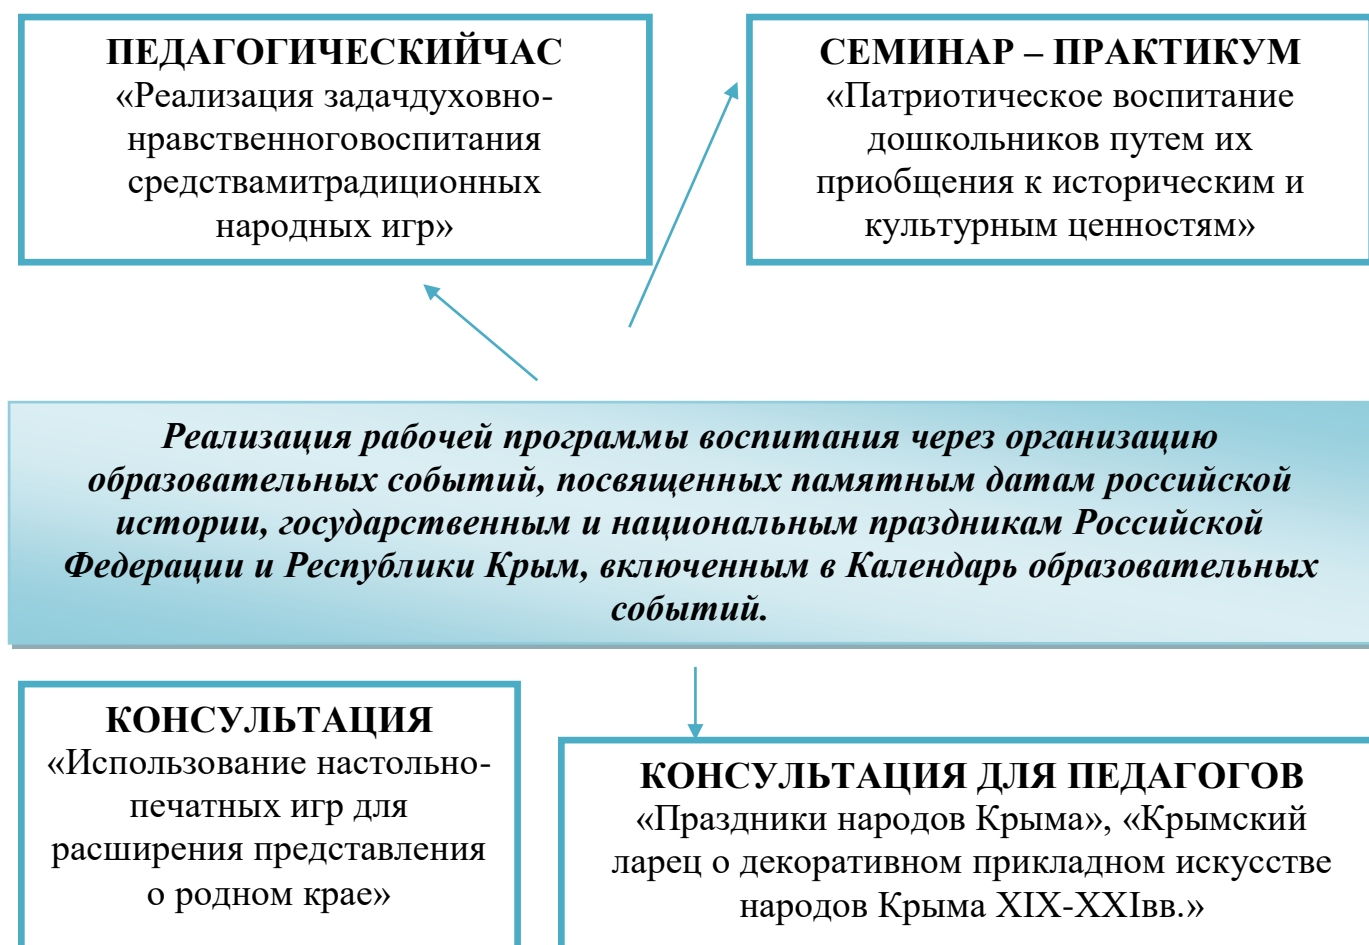 ПЕДАГОГИЧЕСКИЙЧАС
«Реализация задачдуховно-
нравственноговоспитания
средствамитрадиционных
народных игр»
СЕМИНАР – ПРАКТИКУМ
«Патриотическое воспитание
дошкольников путем их
приобщения к историческим и
культурным ценностям»
Реализация рабочей программы воспитания через организацию
образовательных событий, посвященных памятным датам российской
истории, государственным и национальным праздникам Российской
Федерации и Республики Крым, включенным в Календарь образовательных
событий.
КОНСУЛЬТАЦИЯ
«Использование настольно-
печатных игр для
расширения представления
о родном крае»
КОНСУЛЬТАЦИЯ ДЛЯ ПЕДАГОГОВ
«Праздники народов Крыма», «Крымский
ларец о декоративном прикладном искусстве
народов Крыма XIX-XXIвв.»